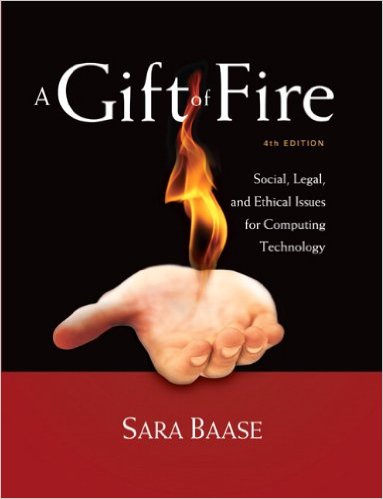 A Gift of Fire
4th EDITION
Social, Legal,
and Ethical Issues
for Computing
Technology
SARA BAASE